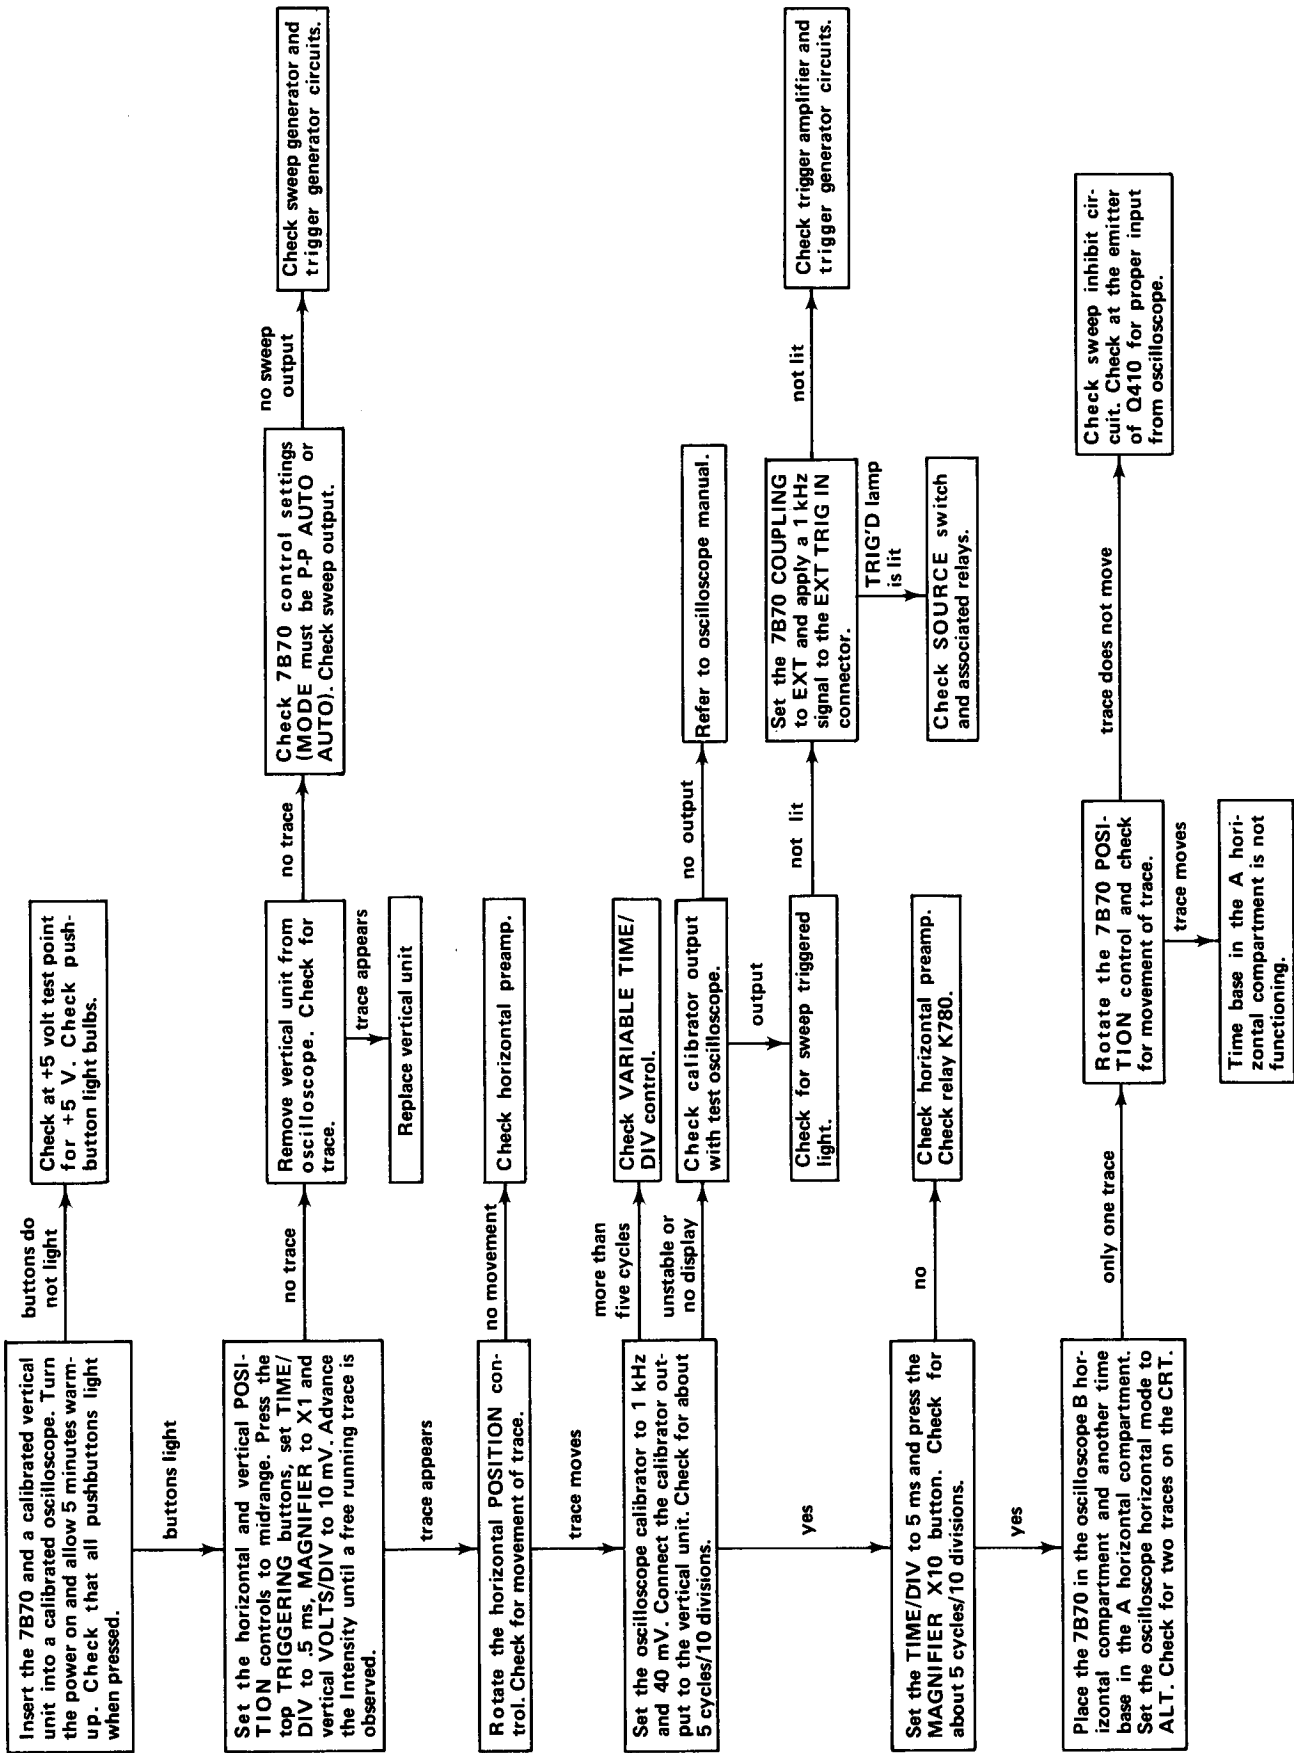 Insert the 7B70 and a calibrated vertical
unit into a calibrated oscilloscope. Turn
the power on and allow 5 minutes warm-
up. Check that all pushbuttons light
when pressed.
buttons do
not light
Check at +5 volt test point
for +5 V. Check push-
button light bulbs.
buttons light
Set the horizontal and vertical POSI-
TION controls to midrange. Press the
top TRIGGERING buttons, set TIME/
DIV to .5 ms, MAGNIFIER to X1 and
vertical VOLTS/DIV to 10 mV. Advance
the Intensity until a free running trace is
observed.
no trace
Remove vertical unit from
oscilloscope. Check for
trace.
no trace
Check 7B70 control settings
(MODE must be P-P AUTO or
AUTO). Check sweep output.
no sweep
output
Check sweep generator and
trigger generator circuits.
trace appears
Replace vertical unit
trace appears
Rotate the horizontal POSITION con-
trol. Check for movement of trace.
no movement
Check horizontal preamp.
trace moves
Set the oscilloscope calibrator to 1 kHz
and 40 mV. Connect the calibrator out-
put to the vertical unit. Check for about
5 cycles/10 divisions.
more than
five cycles
Check VARIABLE TIME/
DIV control.
unstable or
no display
Check calibrator output
with test oscilloscope.
no output
Refer to oscilloscope manual.
output
Check for sweep triggered
light.
not lit
Set the 7B70 COUPLING
to EXT and apply a 1 kHz
signal to the EXT TRIG IN
connector.
not lit
Check trigger amplifier and
trigger generator circuits.
TRIG'D lamp
is lit
Check SOURCE switch
and associated relays.
yes
Set the TIME/DIV to 5 ms and press the
MAGNIFIER X10 button. Check for
about 5 cycles/10 divisions.
no
Check horizontal preamp.
Check relay K780.
yes
Place the 7B70 in the oscilloscope B hor-
izontal compartment and another time
base in the A horizontal compartment.
Set the oscilloscope horizontal mode to
ALT. Check for two traces on the CRT.
only one trace
Rotate the 7B70 POSI-
TION control and check
for movement of trace.
trace does not move
Check sweep inhibit cir-
cuit. Check at the emitter
of Q410 for proper input
from oscilloscope.
trace moves
Time base in the A hori-
zontal compartment is not
functioning.